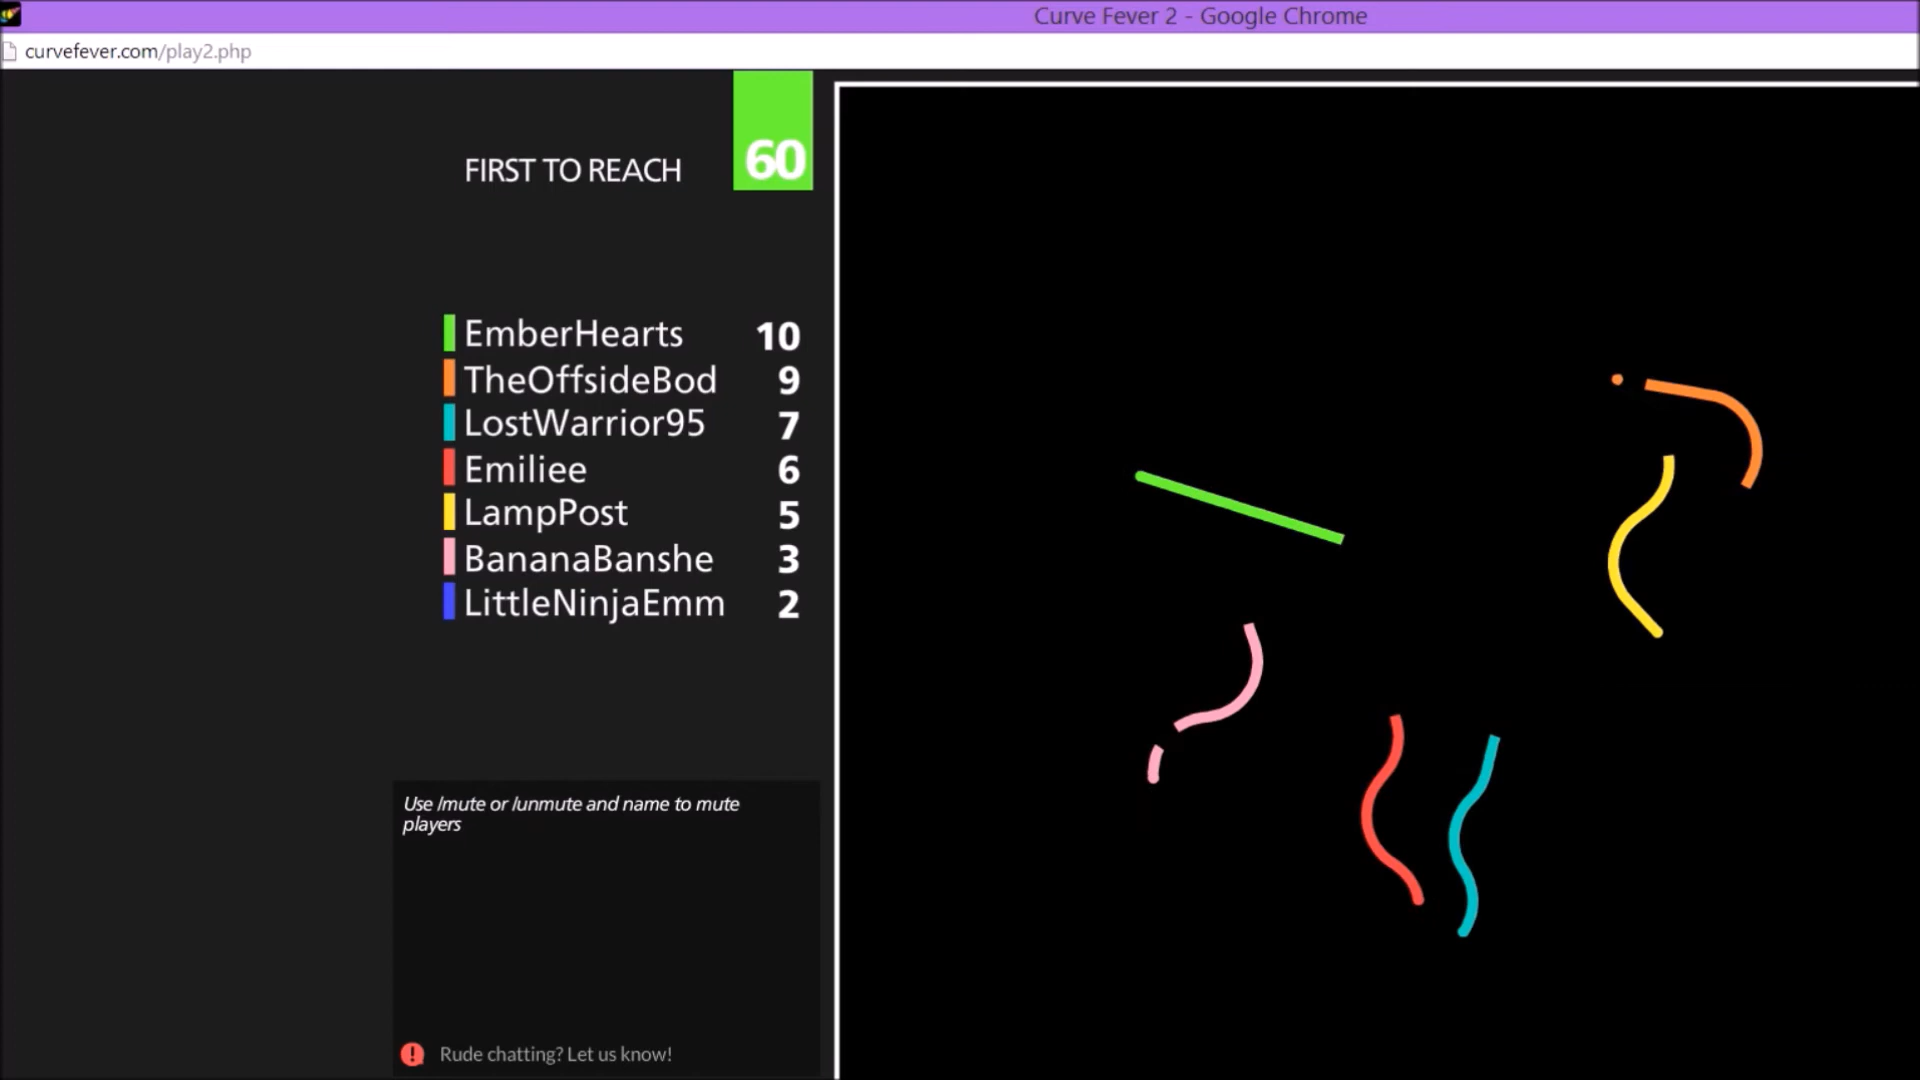 Curve Fever 2 - Google Chrome
curvefever.com/play2.php
FIRST TO REACH 60
EmberHearts 10
TheOffsideBod 9
LostWarrior95 7
Emiliee 6
LampPost 5
BananaBanshe 3
LittleNinjaEmm 2
Use /mute or /unmute and name to mute
players
Rude chatting? Let us know!